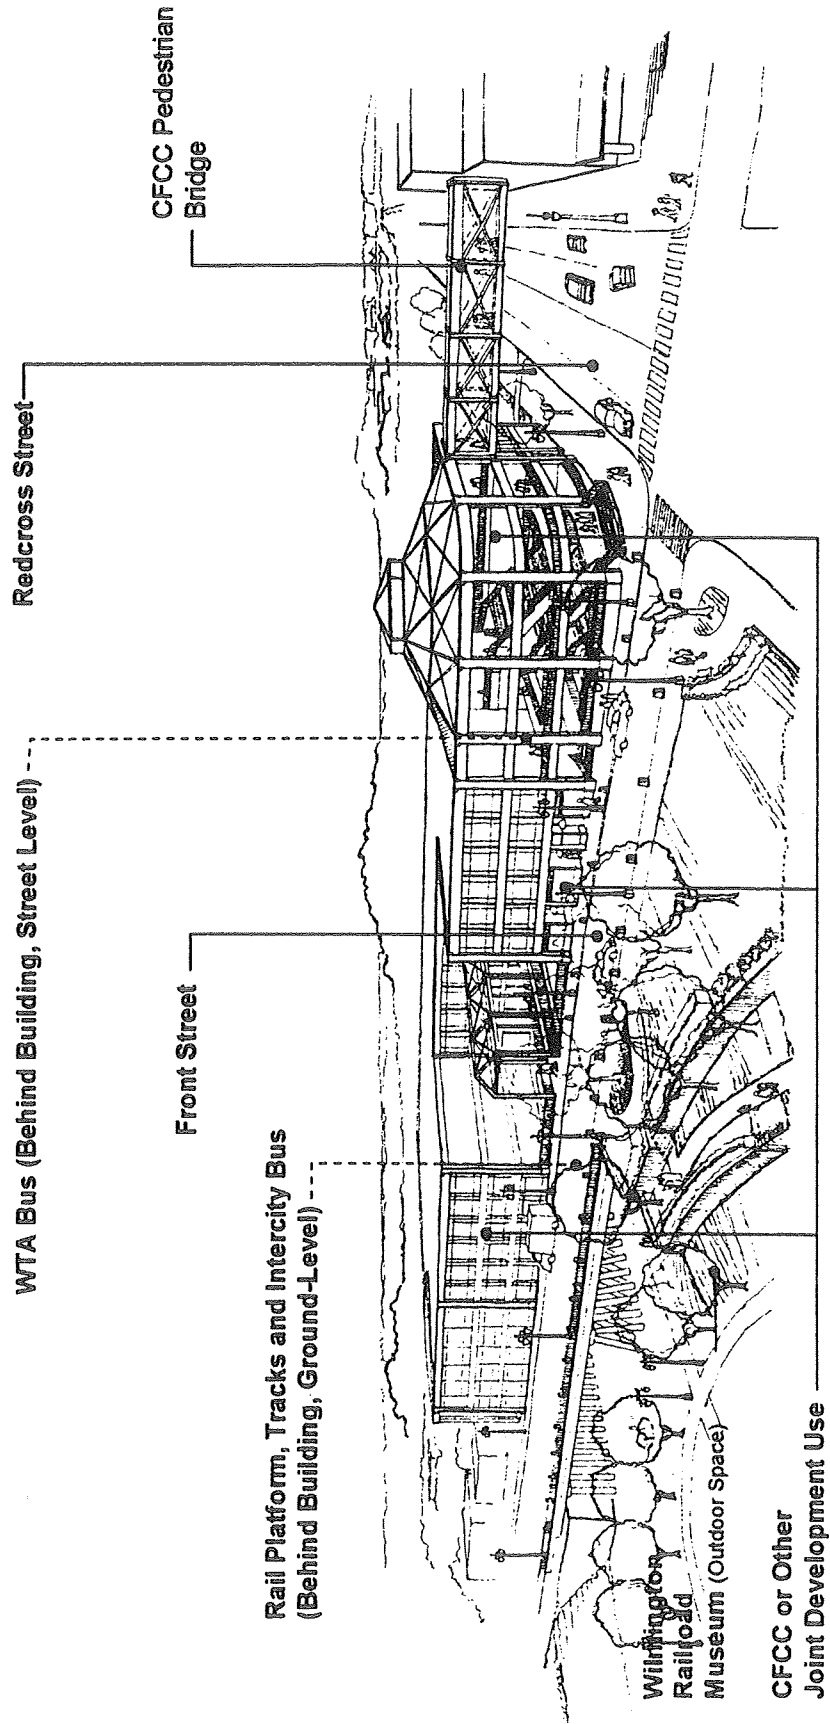 WTA Bus (Behind Building, Street Level)
Redcross Street
CFCC Pedestrian
Bridge
Front Street
Rail Platform, Tracks and Intercity Bus
(Behind Building, Ground-Level)
Wilmington
Railroad
Museum (Outdoor Space)
CFCC or Other
Joint Development Use